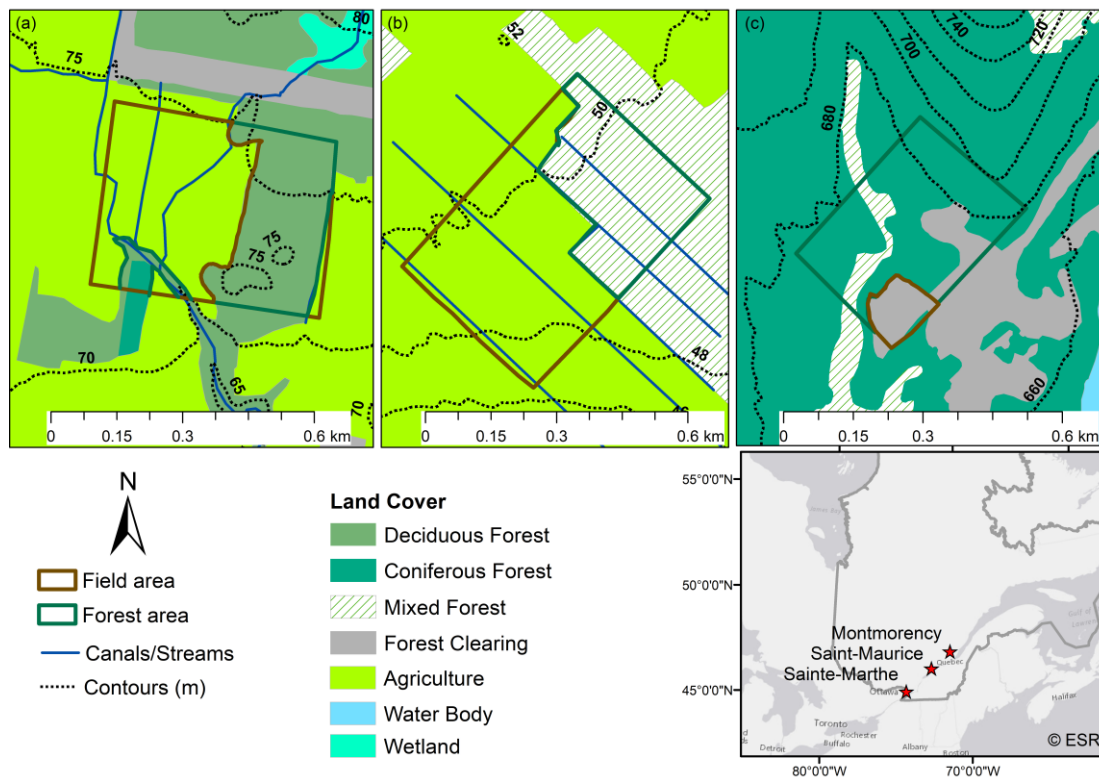 (a)
80
75
75
75
70
65
70
0 0.15 0.3 0.6 km
(b)
52
50
48
0 0.15 0.3 0.6 km
(c)
740
700
720
680
660
0 0.15 0.3 0.6 km
N
Field area
Forest area
Canals/Streams
Contours (m)
Land Cover
Deciduous Forest
Coniferous Forest
Mixed Forest
Forest Clearing
Agriculture
Water Body
Wetland
55°0'0"N
50°0'0"N
45°0'0"N
Montmorency
Saint-Maurice
Quebec
Sainte-Marthe
Ottawa
Gulf of
Toronto
Rochester
Halifax
Detroit
Buffalo
Albany
Boston
© ESR
80°0'0"W
70°0'0"W